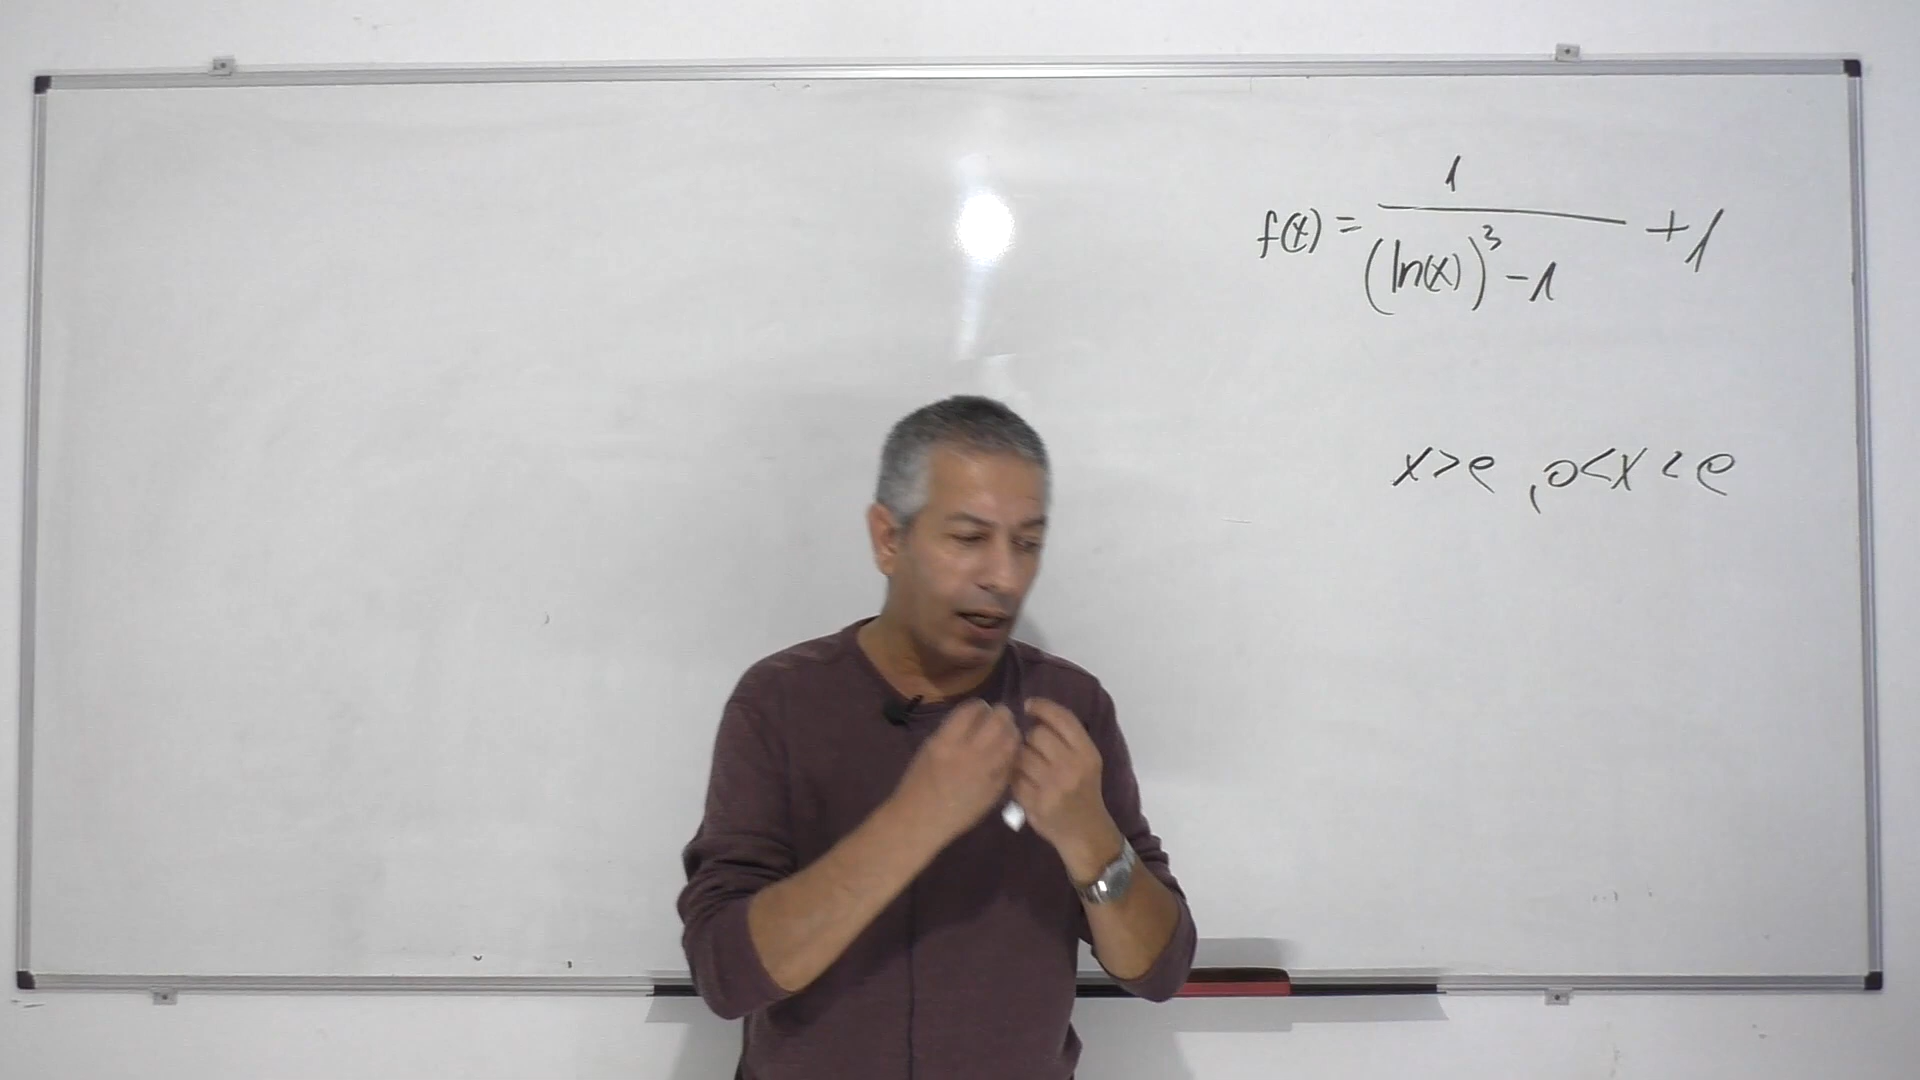 f(x) = 1 / ((ln(x))³ - 1) + 1
x > e , 0 < x < e